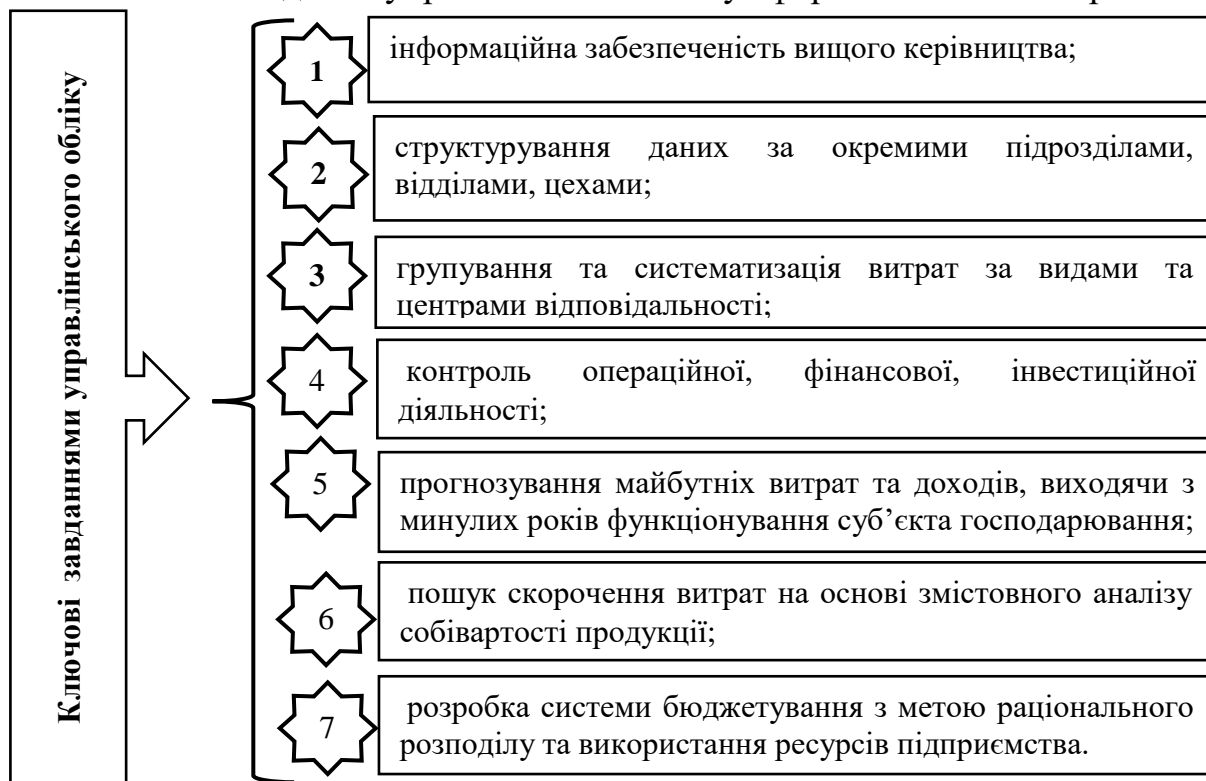 Ключові завданнями управлінського обліку
1
інформаційна забезпеченість вищого керівництва;
2
структурування даних за окремими підрозділами,
відділами, цехами;
3
групування та систематизація витрат за видами та
центрами відповідальності;
4
контроль операційної, фінансової, інвестиційної
діяльності;
5
прогнозування майбутніх витрат та доходів, виходячи з
минулих років функціонування суб’єкта господарювання;
6
пошук скорочення витрат на основі змістовного аналізу
собівартості продукції;
7
розробка системи бюджетування з метою раціонального
розподілу та використання ресурсів підприємства.